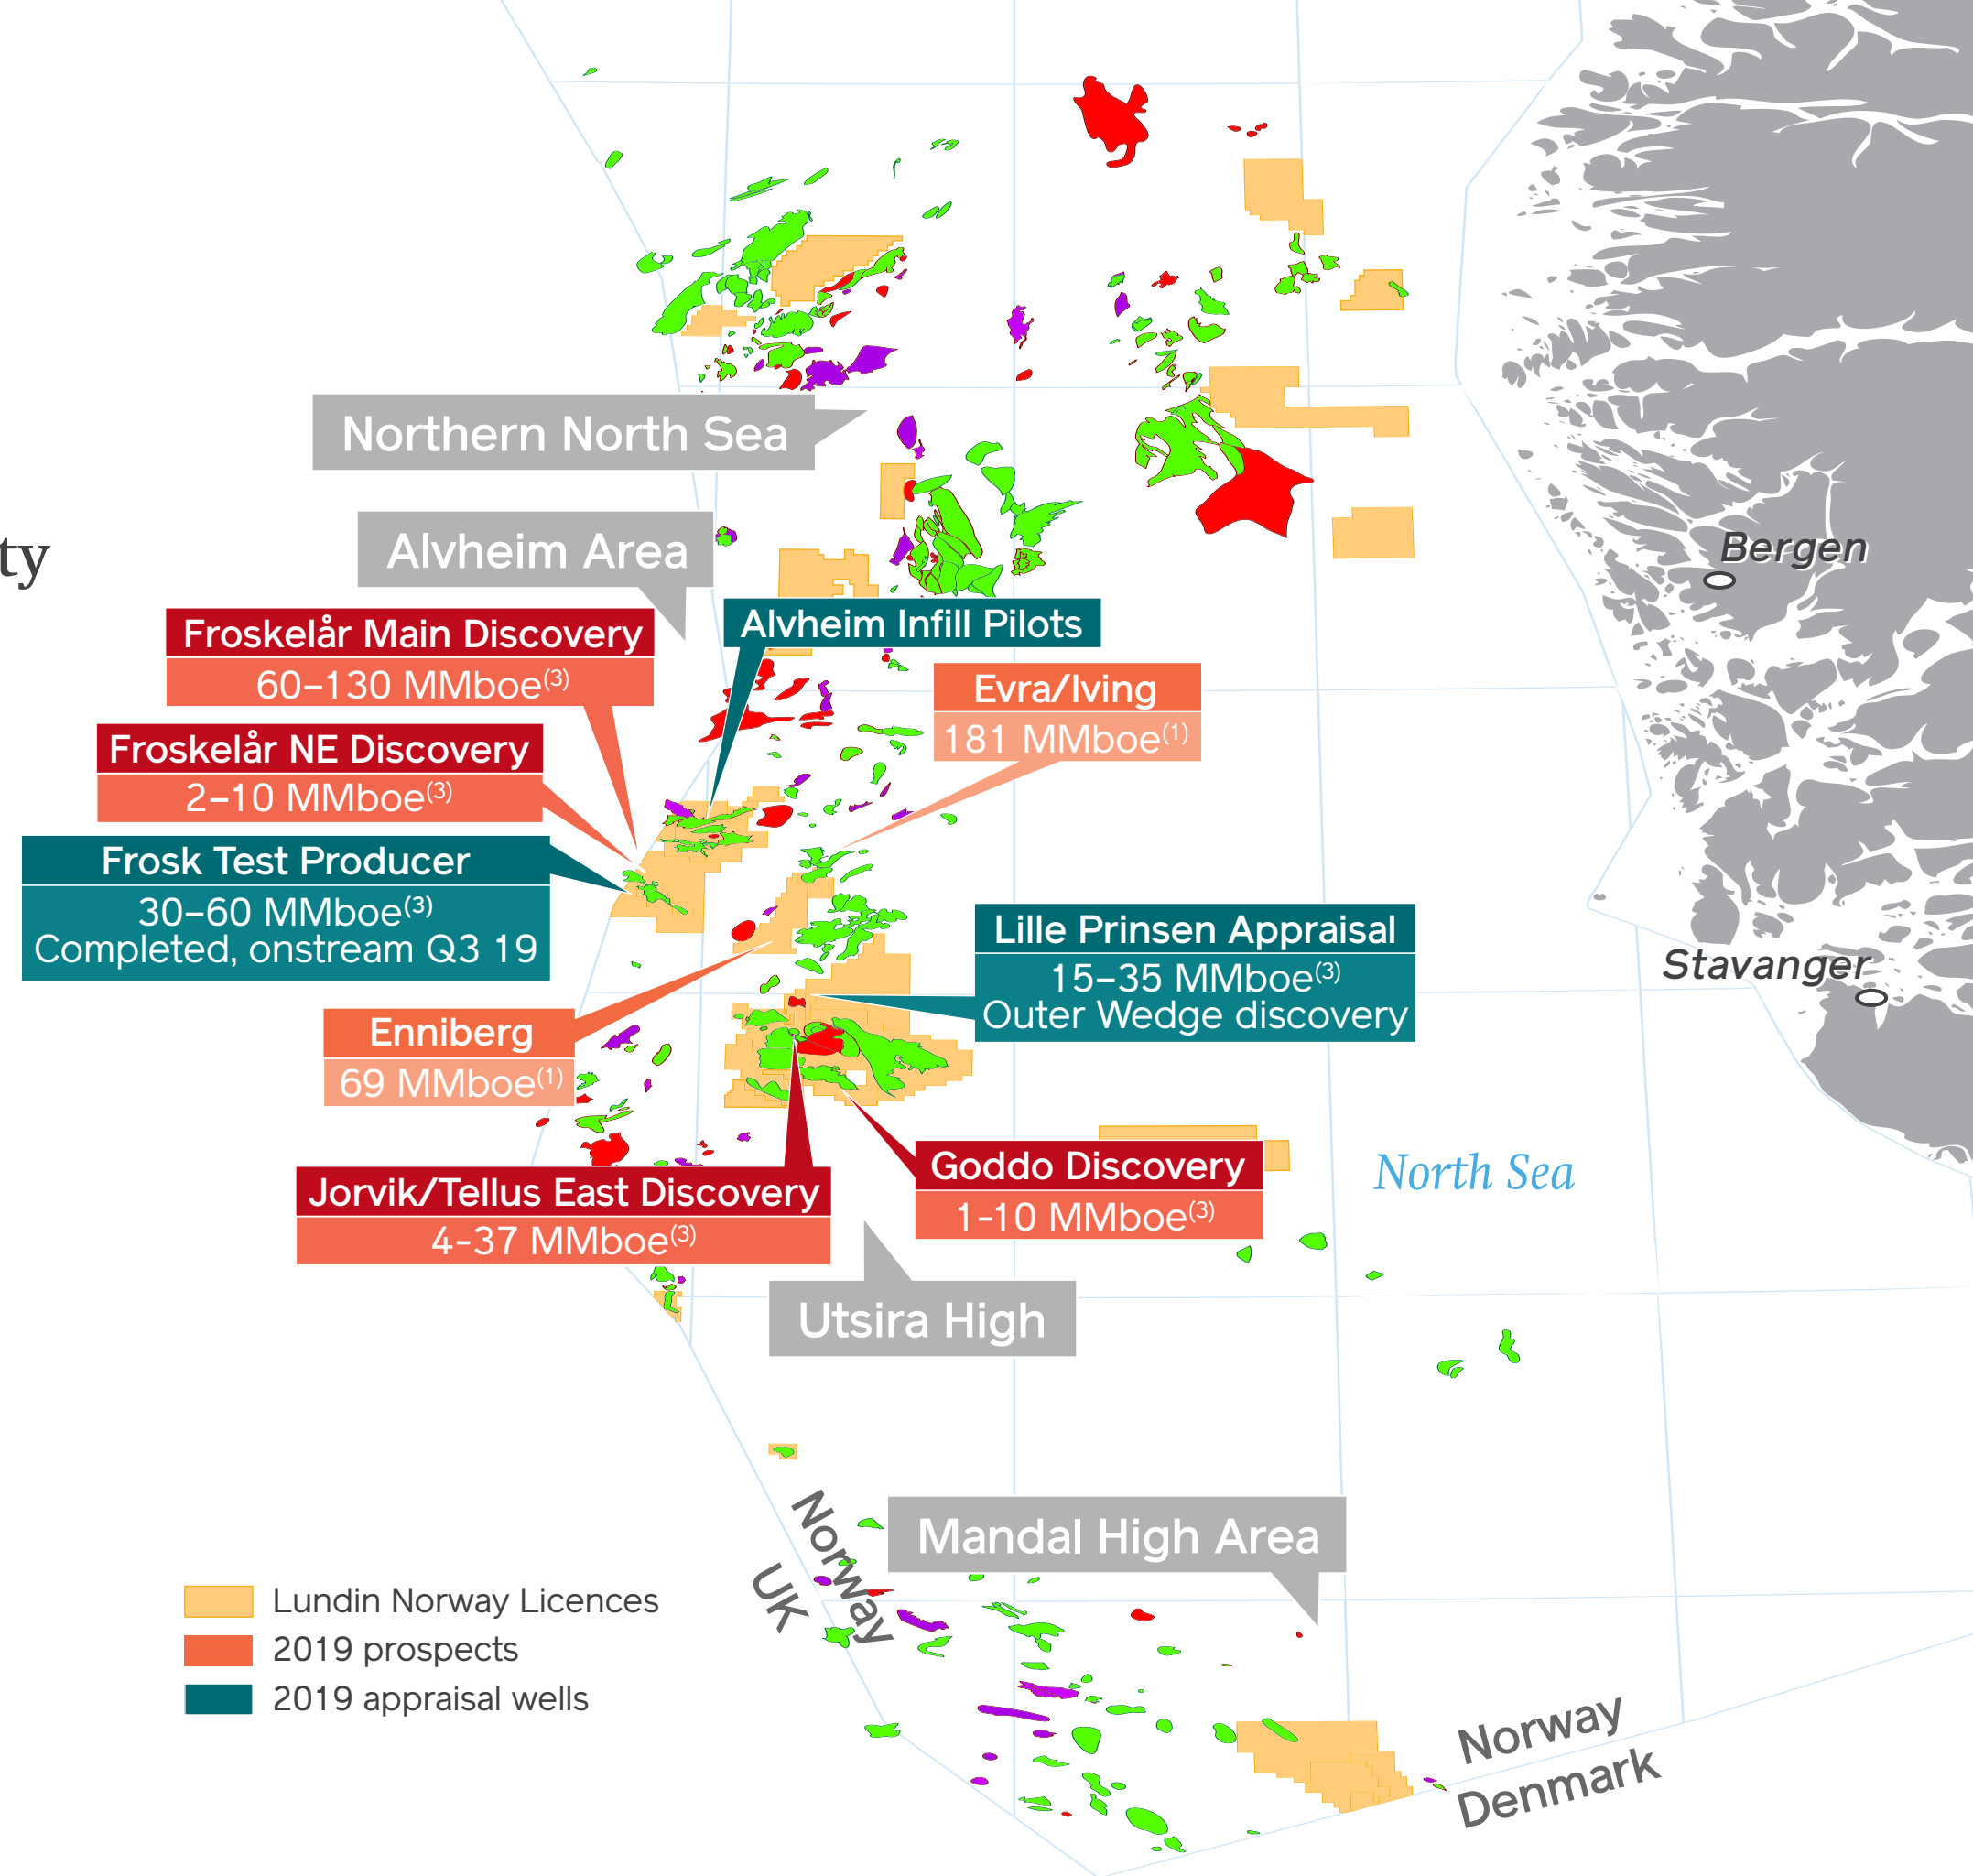 Northern North Sea
ty
Alvheim Area
Bergen
Froskelår Main Discovery
60–130 MMboe(3)
Alvheim Infill Pilots
Evra/Iving
181 MMboe(1)
Froskelår NE Discovery
2–10 MMboe(3)
Frosk Test Producer
30–60 MMboe(3)
Completed, onstream Q3 19
Lille Prinsen Appraisal
15–35 MMboe(3)
Outer Wedge discovery
Stavanger
Enniberg
69 MMboe(1)
Jorvik/Tellus East Discovery
4-37 MMboe(3)
Goddo Discovery
1-10 MMboe(3)
North Sea
Utsira High
Norway
UK
Mandal High Area
Lundin Norway Licences
2019 prospects
2019 appraisal wells
Norway
Denmark